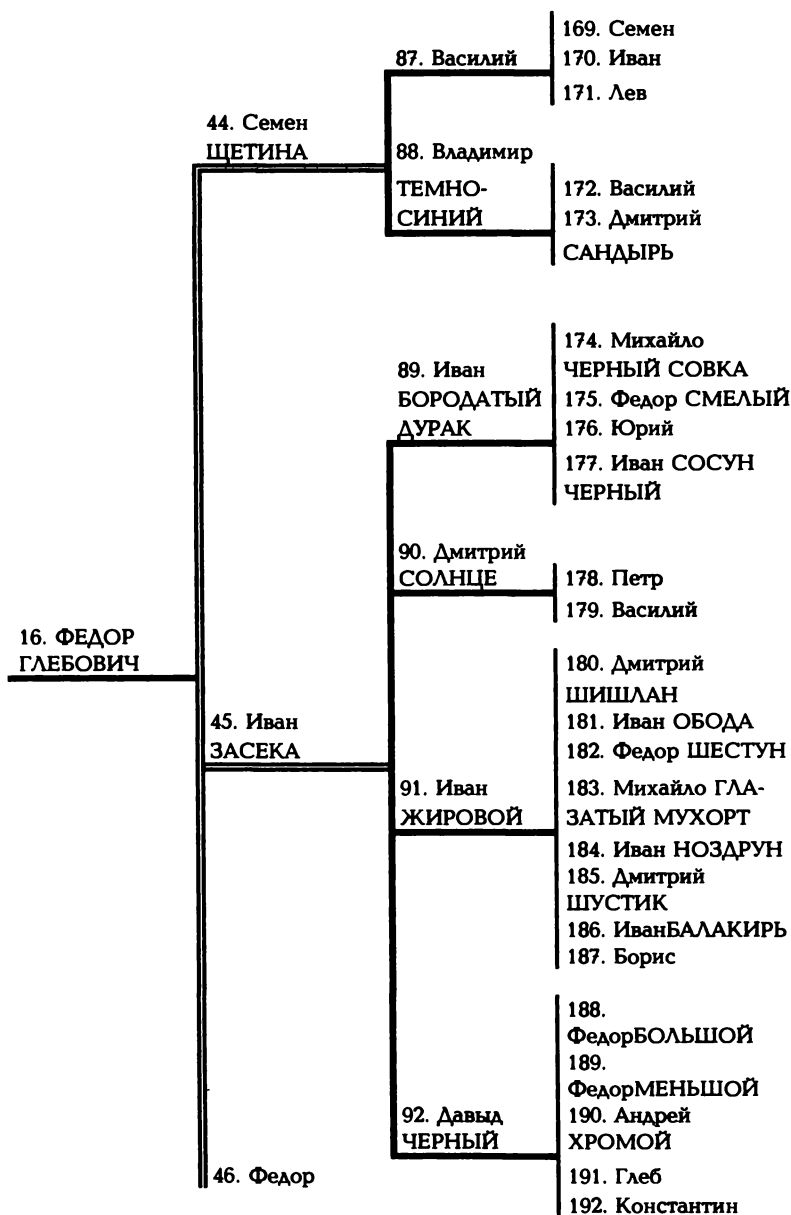 169. Семен
170. Иван
171. Лев
87. Василий
44. Семен
ЩЕТИНА
88. Владимир
ТЕМНО-
СИНИЙ
172. Василий
173. Дмитрий
САНДЫРЬ
174. Михайло
ЧЕРНЫЙ СОВКА
175. Федор СМЕЛЫЙ
176. Юрий
177. Иван СОСУН
ЧЕРНЫЙ
89. Иван
БОРОДАТЫЙ
ДУРАК
90. Дмитрий
СОЛНЦЕ
178. Петр
179. Василий
16. ФЕДОР
ГЛЕБОВИЧ
45. Иван
ЗАСЕКА
180. Дмитрий
ШИШЛАН
181. Иван ОБОДА
182. Федор ШЕСТУН
183. Михайло ГЛА-
ЗАТЫЙ МУХОРТ
184. Иван НОЗДРУН
185. Дмитрий
ШУСТИК
186. ИванБАЛАКИРЬ
187. Борис
91. Иван
ЖИРОВОЙ
188.
ФедорБОЛЬШОЙ
189.
ФедорМЕНЬШОЙ
190. Андрей
ХРОМОЙ
191. Глеб
192. Константин
92. Давыд
ЧЕРНЫЙ
46. Федор